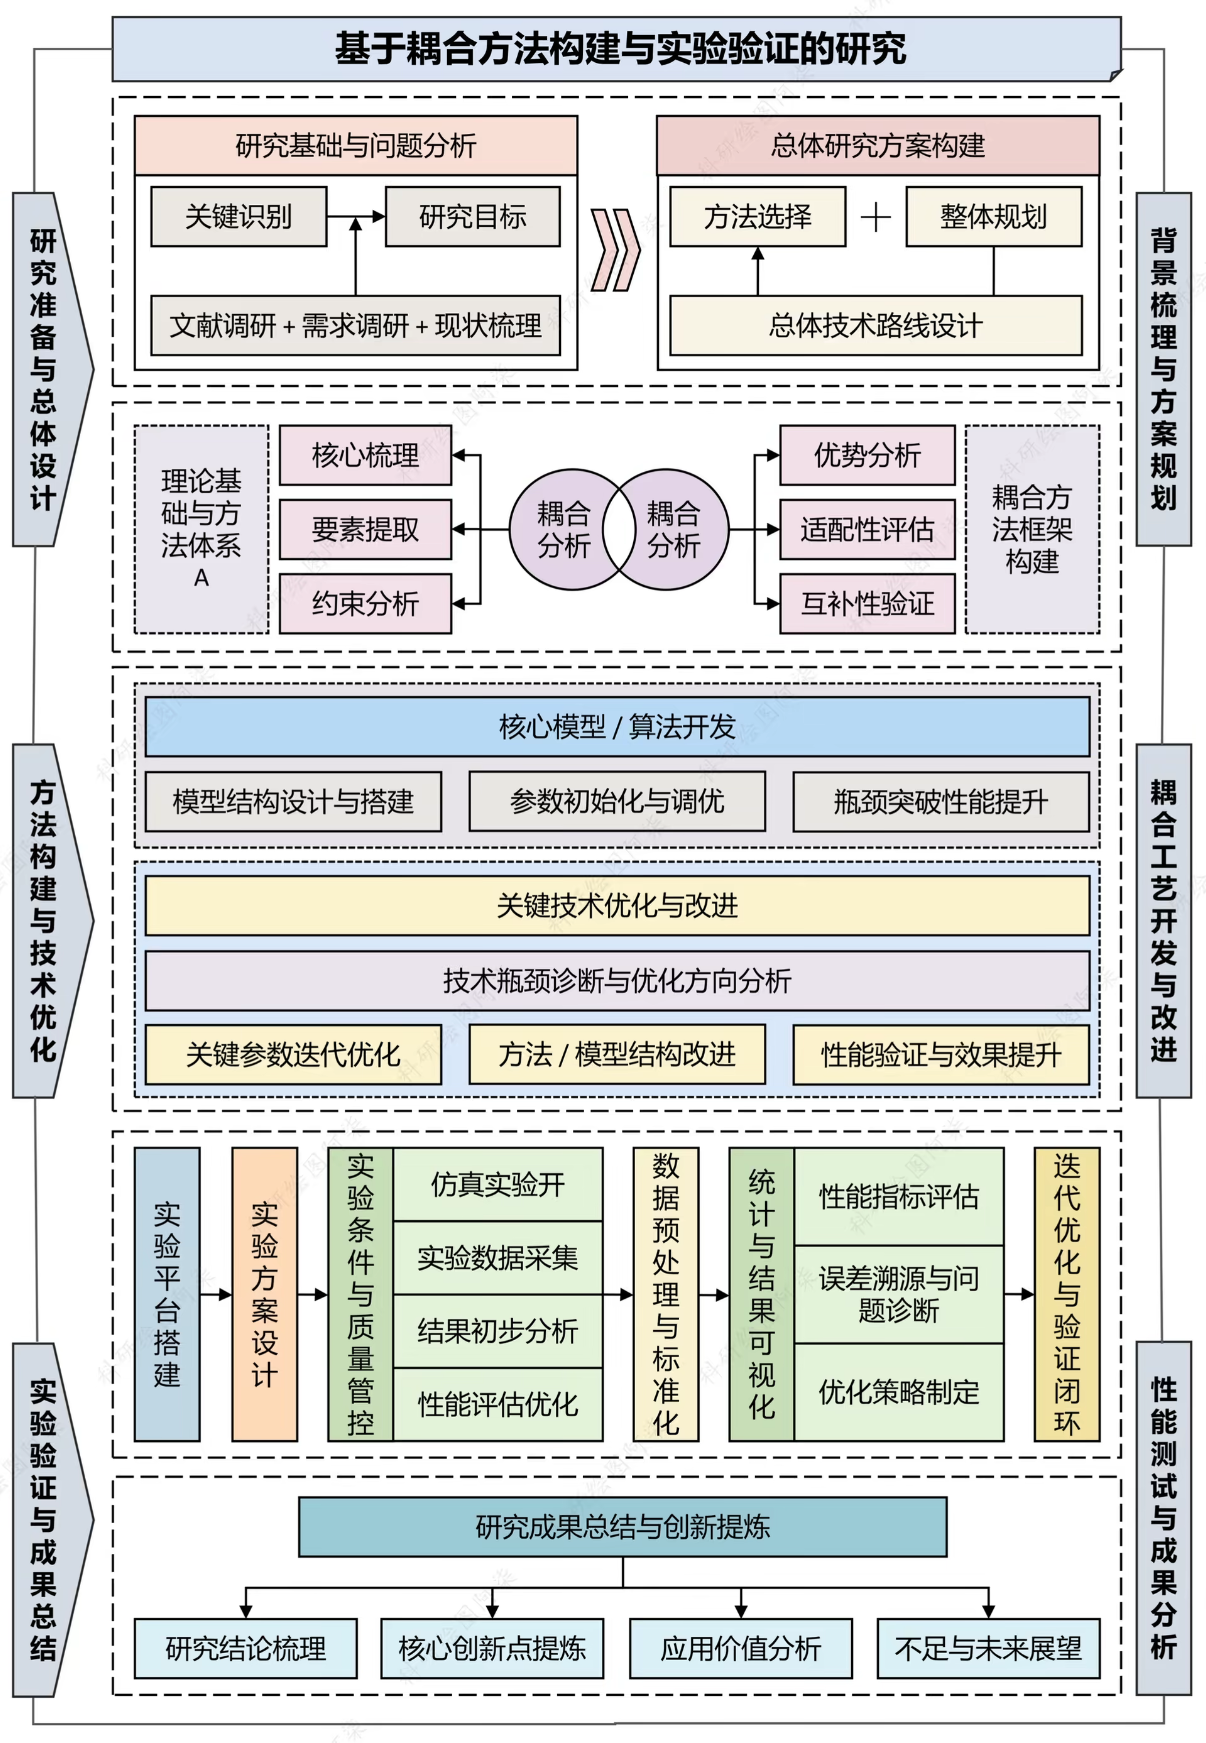 基于耦合方法构建与实验验证的研究
研究准备与总体设计
方法构建与技术优化
实验验证与成果总结
研究基础与问题分析
关键识别
研究目标
文献调研 + 需求调研 + 现状梳理
总体研究方案构建
方法选择
+
整体规划
总体技术路线设计
理论基
础与方
法体系
A
核心梳理
要素提取
约束分析
耦合
分析
耦合
分析
优势分析
适配性评估
互补性验证
耦合方
法框架
构建
核心模型 / 算法开发
模型结构设计与搭建
参数初始化与调优
瓶颈突破性能提升
关键技术优化与改进
技术瓶颈诊断与优化方向分析
关键参数迭代优化
方法 / 模型结构改进
性能验证与效果提升
实验平台搭建
实验方案设计
实验条件与质量管控
仿真实验开
实验数据采集
结果初步分析
性能评估优化
数据预处理与标准化
统计与结果可视化
性能指标评估
误差溯源与问
题诊断
优化策略制定
迭代优化与验证闭环
研究成果总结与创新提炼
研究结论梳理
核心创新点提炼
应用价值分析
不足与未来展望
背景梳理与方案规划
耦合工艺开发与改进
性能测试与成果分析
科研绘图阿柒